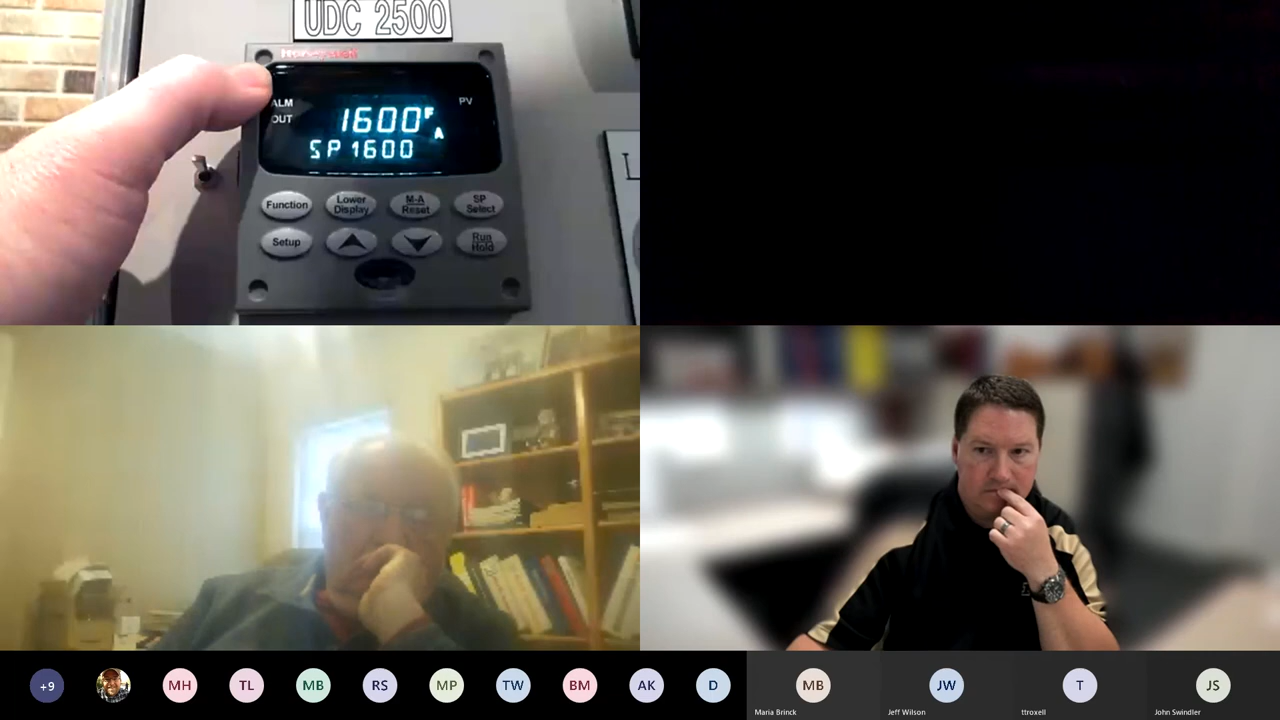 UDC 2500
Honeywell
ALM
PV
OUT
1600 F
A
SP 1600
Function
Lower Display
M-A Reset
SP Select
Setup
Run Hold
+9
MH
TL
MB
RS
MP
TW
BM
AK
D
MB
JW
T
JS
Maria Brinck
Jeff Wilson
ttroxell
John Swindler